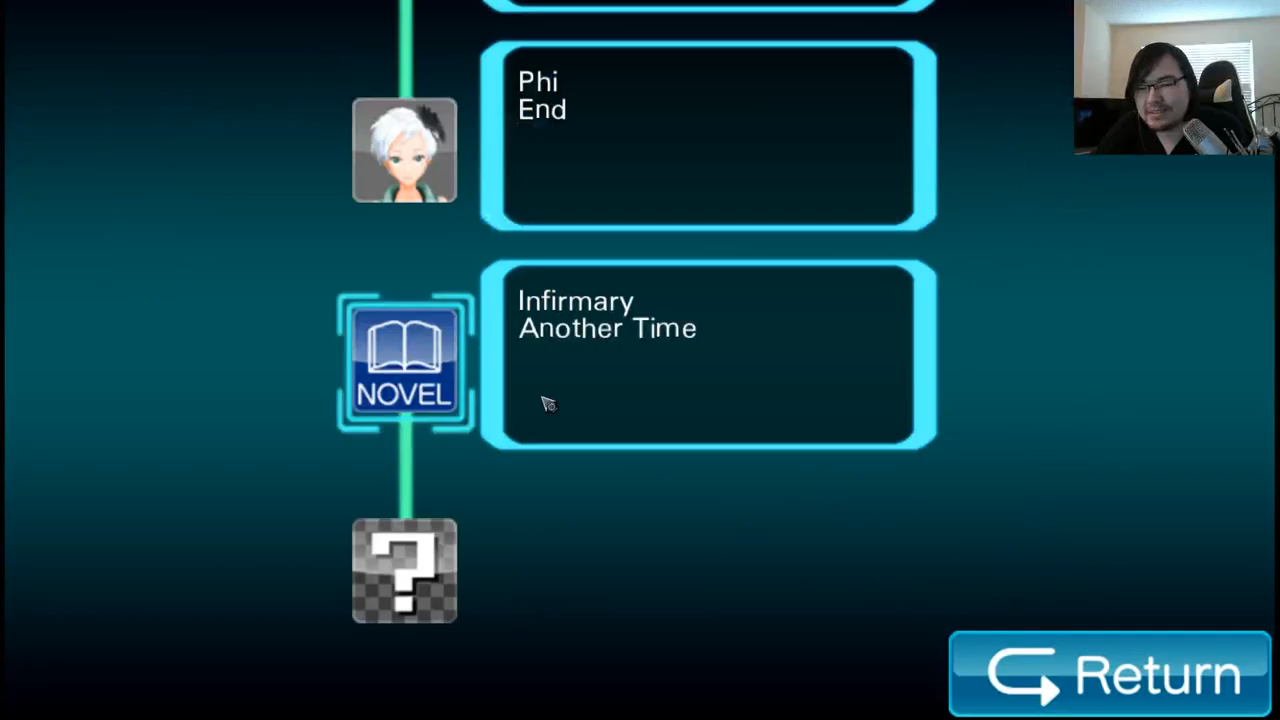 Phi
End
Infirmary
Another Time
NOVEL
?
Return